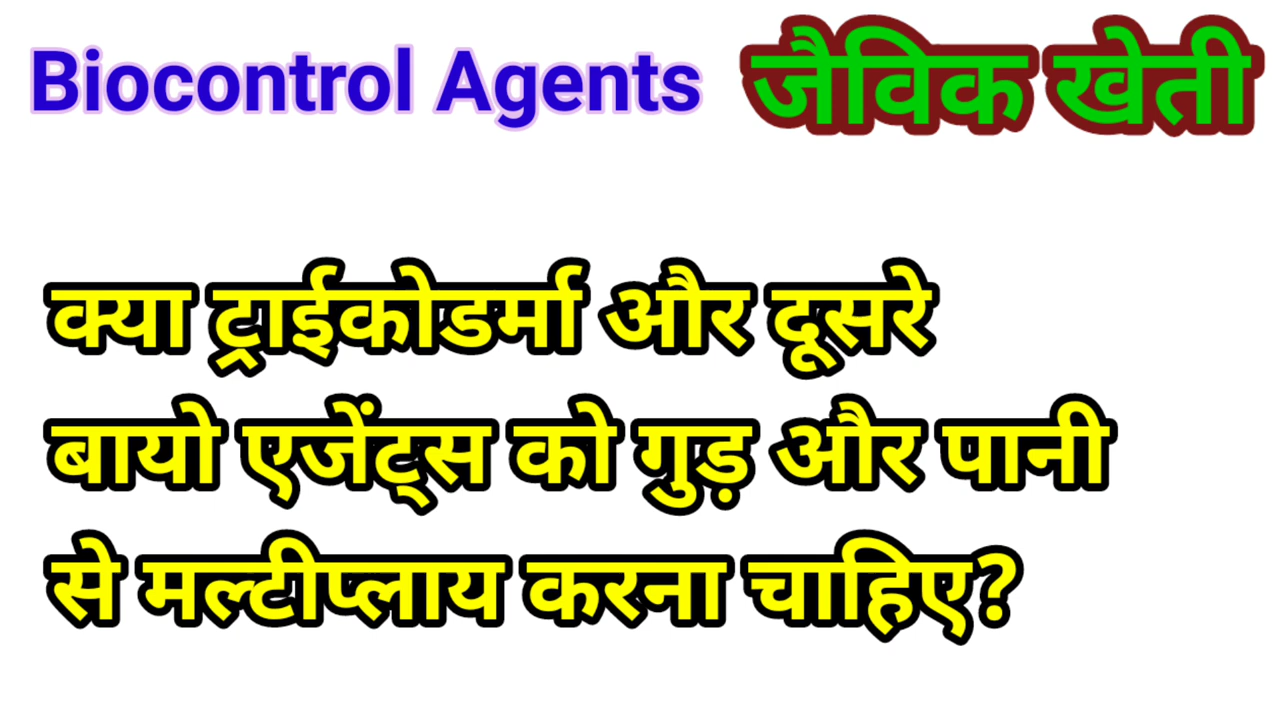 Biocontrol Agents जैविक खेती
क्या ट्राईकोडर्मा और दूसरे
बायो एजेंट्स को गुड़ और पानी
से मल्टीप्लाय करना चाहिए?